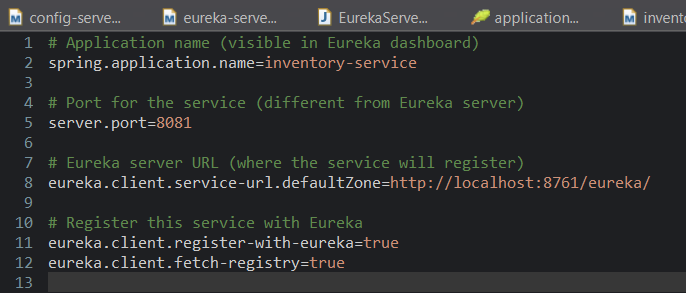 config-serve...
eureka-serve...
EurekaServe...
application...
invent
1 # Application name (visible in Eureka dashboard)
2 spring.application.name=inventory-service
3
4 # Port for the service (different from Eureka server)
5 server.port=8081
6
7 # Eureka server URL (where the service will register)
8 eureka.client.service-url.defaultZone=http://localhost:8761/eureka/
9
10 # Register this service with Eureka
11 eureka.client.register-with-eureka=true
12 eureka.client.fetch-registry=true
13